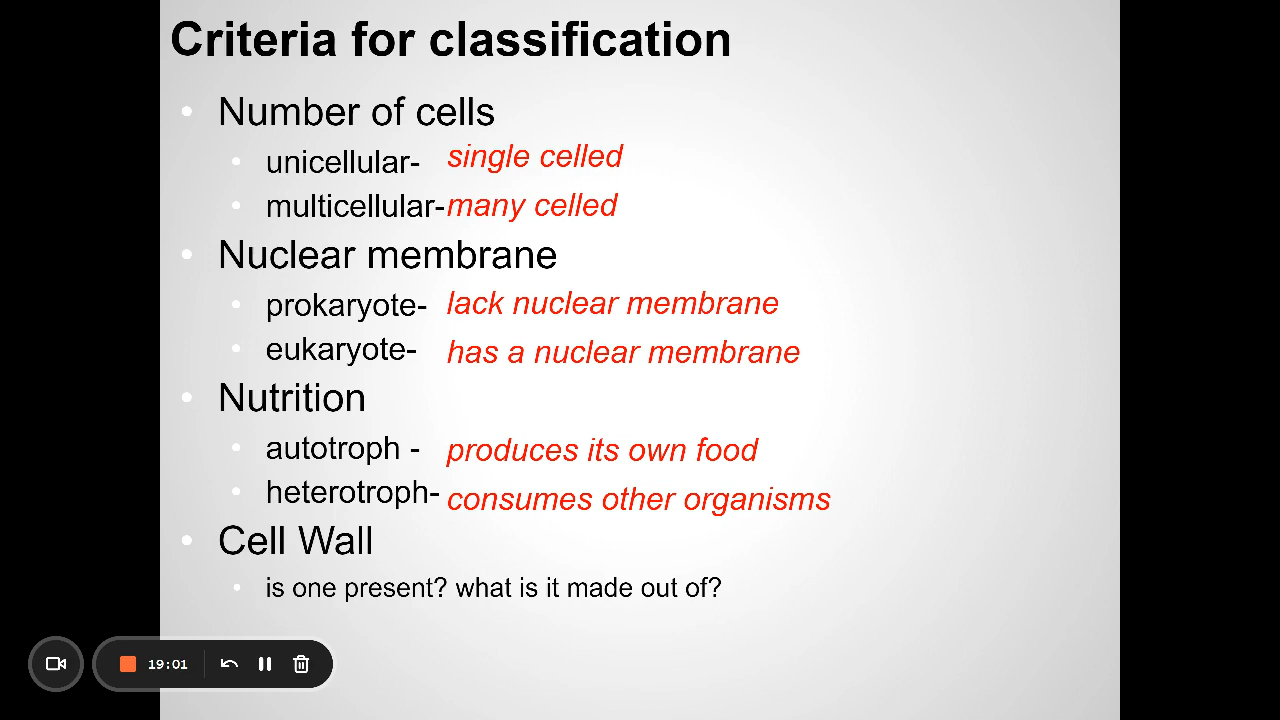 Criteria for classification
• Number of cells
• unicellular- single celled
• multicellular- many celled
• Nuclear membrane
• prokaryote- lack nuclear membrane
• eukaryote- has a nuclear membrane
• Nutrition
• autotroph - produces its own food
• heterotroph- consumes other organisms
• Cell Wall
• is one present? what is it made out of?
19:01